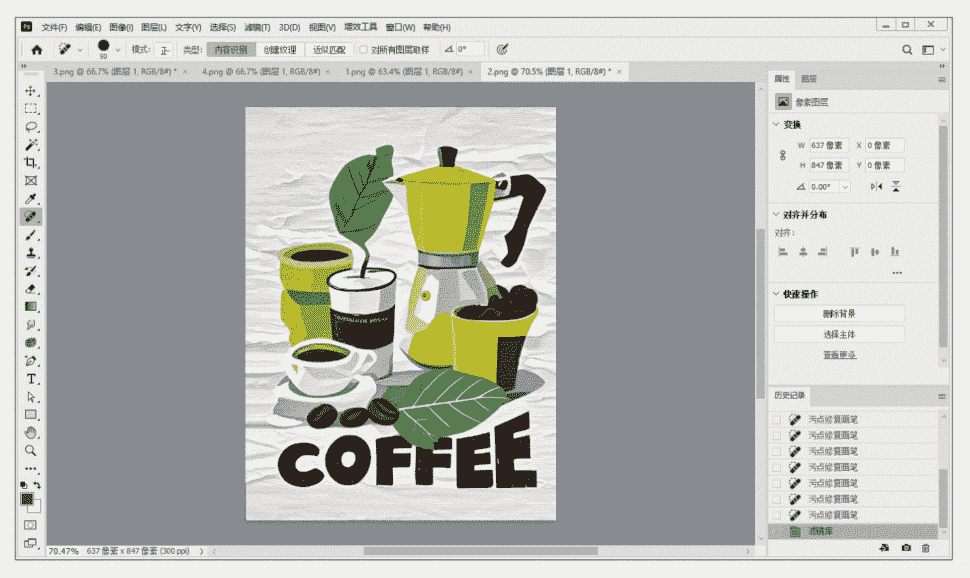 Ps 文件(F) 编辑(E) 图像(I) 图层(L) 文字(Y) 选择(S) 滤镜(T) 3D(D) 视图(V) 增效工具 窗口(W) 帮助(H)
50 模式: 正 类型: 内容识别 创建纹理 近似匹配 对所有图层取样 0°
3.png @ 66.7% (图层 1, RGB/8#) * × 4.png @ 66.7% (图层 1, RGB/8#) × 1.png @ 63.4% (图层 1, RGB/8#) × 2.png @ 70.5% (图层 1, RGB/8#) * ×
属性 图层
像素图层
变换
W 637 像素 X 0 像素
H 847 像素 Y 0 像素
0.00°
对齐并分布
对齐:
快速操作
删除背景
选择主体
查看更多
COFFEE
历史记录
污点修复画笔
污点修复画笔
污点修复画笔
污点修复画笔
污点修复画笔
污点修复画笔
污点修复画笔
滤镜库
70.47% 637 像素 x 847 像素 (300 ppi)